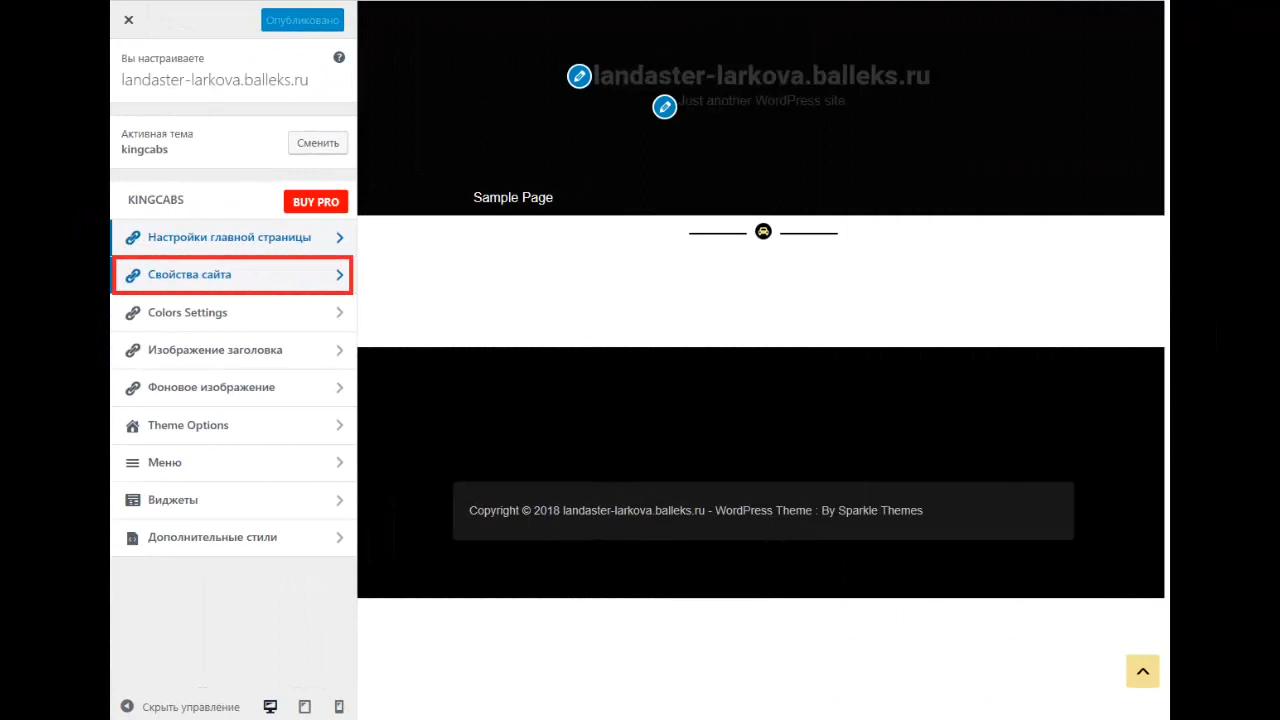 Опубликовано
Вы настраиваете
landaster-larkova.balleks.ru
Активная тема
kingcabs
Сменить
KINGCABS
BUY PRO
Настройки главной страницы
Свойства сайта
Colors Settings
Изображение заголовка
Фоновое изображение
Theme Options
Меню
Виджеты
Дополнительные стили
Скрыть управление
landaster-larkova.balleks.ru
Just another WordPress site
Sample Page
Copyright © 2018 landaster-larkova.balleks.ru - WordPress Theme : By Sparkle Themes